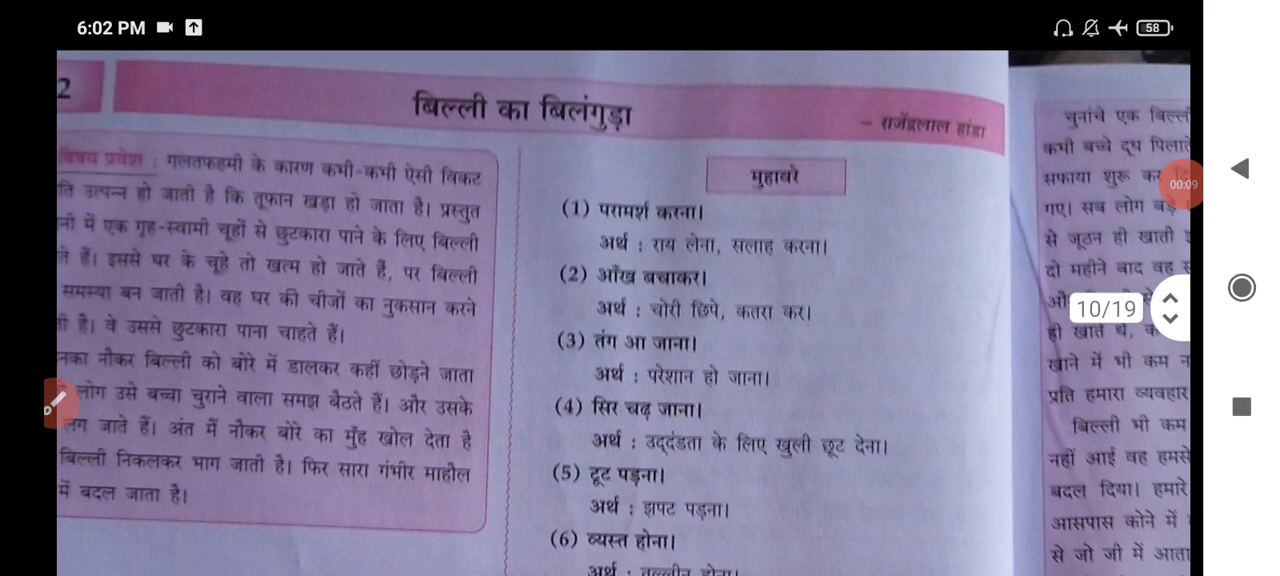 6:02 PM
58
2
बिल्ली का बिलंगुड़ा
– राजेंद्रलाल हांडा
विषय प्रवेश : गलतफहमी के कारण कभी-कभी ऐसी विकट
ति उत्पन्न हो जाती है कि तूफान खड़ा हो जाता है। प्रस्तुत
नी में एक गृह-स्वामी चूहों से छुटकारा पाने के लिए बिल्ली
ते हैं। इससे घर के चूहे तो खत्म हो जाते हैं, पर बिल्ली
समस्या बन जाती है। वह घर की चीजों का नुकसान करने
ती है। वे उससे छुटकारा पाना चाहते हैं।
नका नौकर बिल्ली को बोरे में डालकर कहीं छोड़ने जाता
लोग उसे बच्चा चुराने वाला समझ बैठते हैं। और उसके
लग जाते हैं। अंत में नौकर बोरे का मुँह खोल देता है
बिल्ली निकलकर भाग जाती है। फिर सारा गंभीर माहौल
में बदल जाता है।
मुहावरे
(1) परामर्श करना।
अर्थ : राय लेना, सलाह करना।
(2) आँख बचाकर।
अर्थ : चोरी छिपे, कतरा कर।
(3) तंग आ जाना।
अर्थ : परेशान हो जाना।
(4) सिर चढ़ जाना।
अर्थ : उद्दंडता के लिए खुली छूट देना।
(5) टूट पड़ना।
अर्थ : झपट पड़ना।
(6) व्यस्त होना।
अर्थ : तल्लीन होना।
चुनांचे एक बिल्ली
कभी बच्चे दूध पिलाते
सफाया शुरू कर
00:09
गए। सब लोग बड़े
से जूठन ही खाती
दो महीने बाद वह
10/19
ही खाते थे,
खाने में भी कम न
प्रति हमारा व्यवहार
बिल्ली भी कम
नहीं आई वह हमसे
बदल दिया। हमारे
आसपास कोने में
से जो जी में आता